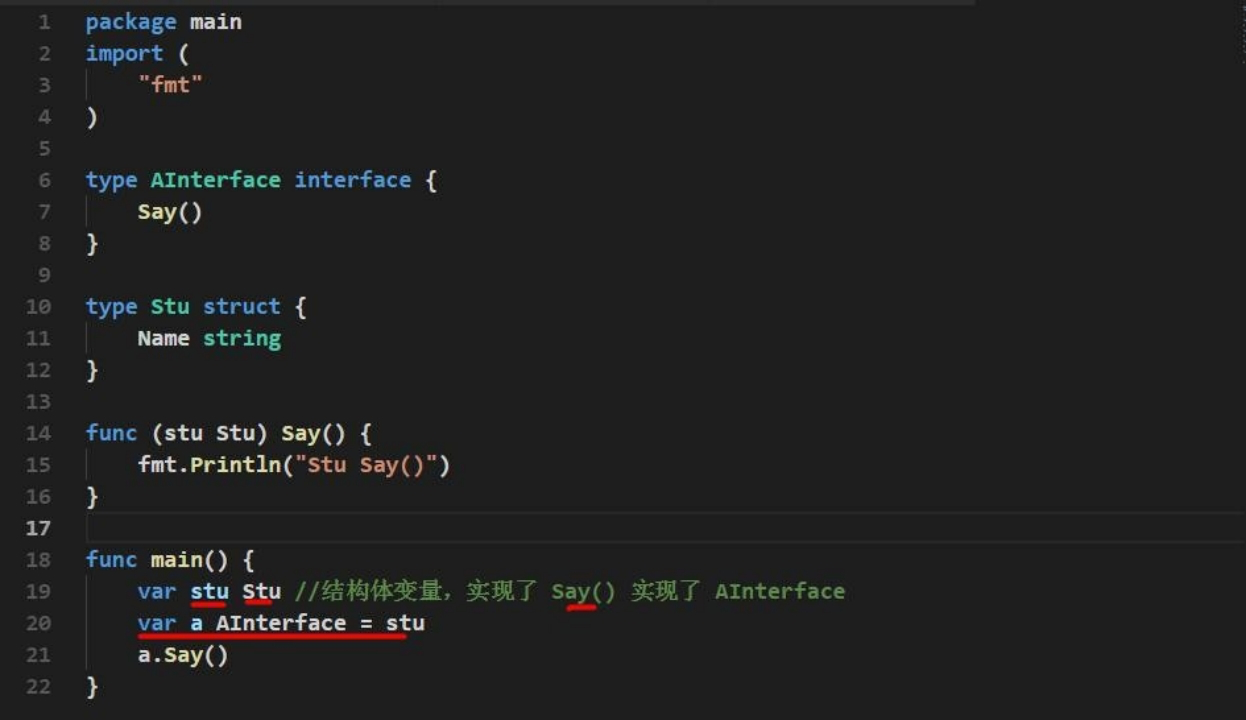 1 package main
2 import (
3     "fmt"
4 )
5
6 type AInterface interface {
7     Say()
8 }
9
10 type Stu struct {
11     Name string
12 }
13
14 func (stu Stu) Say() {
15     fmt.Println("Stu Say()")
16 }
17
18 func main() {
19     var stu Stu //结构体变量，实现了 Say() 实现了 AInterface
20     var a AInterface = stu
21     a.Say()
22 }